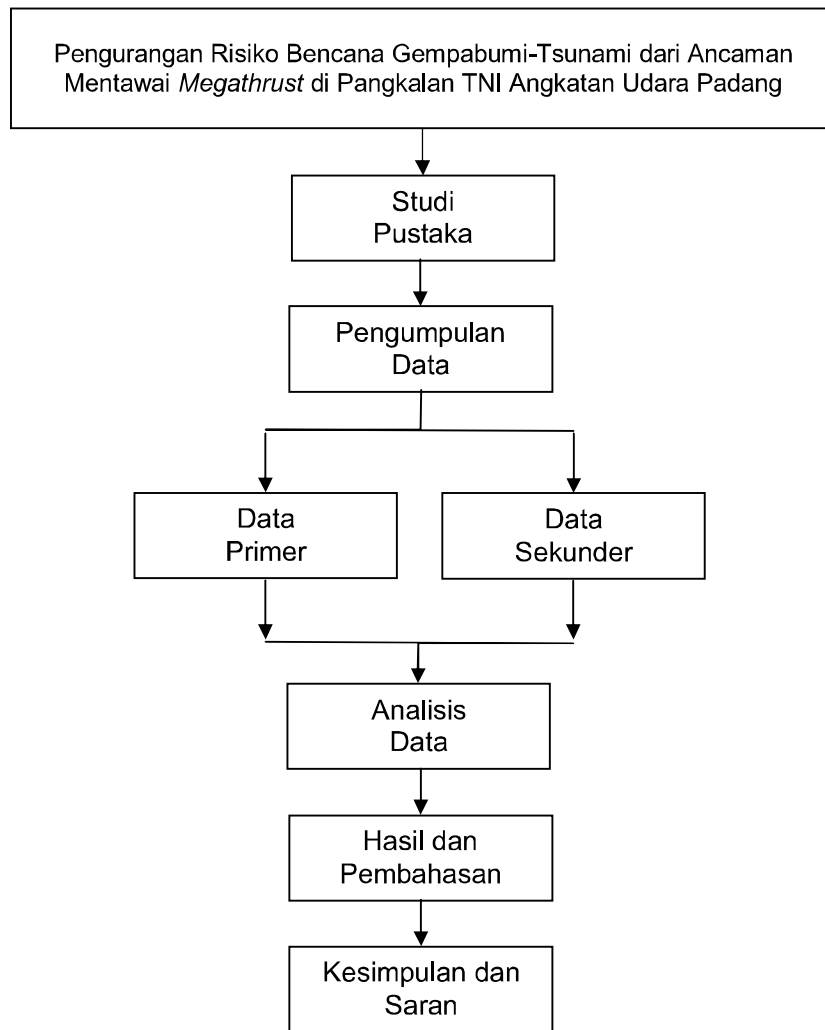 Pengurangan Risiko Bencana Gempabumi-Tsunami dari Ancaman
Mentawai Megathrust di Pangkalan TNI Angkatan Udara Padang
Studi
Pustaka
Pengumpulan
Data
Data
Primer
Data
Sekunder
Analisis
Data
Hasil dan
Pembahasan
Kesimpulan dan
Saran